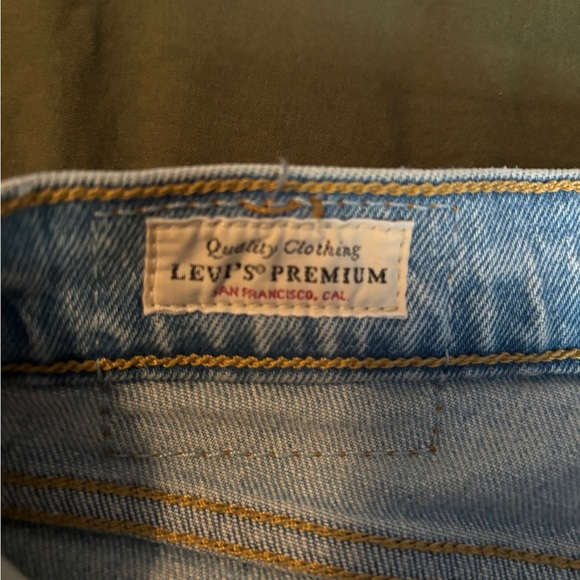 Quality Clothing
LEVI'S® PREMIUM
SAN FRANCISCO, CAL.